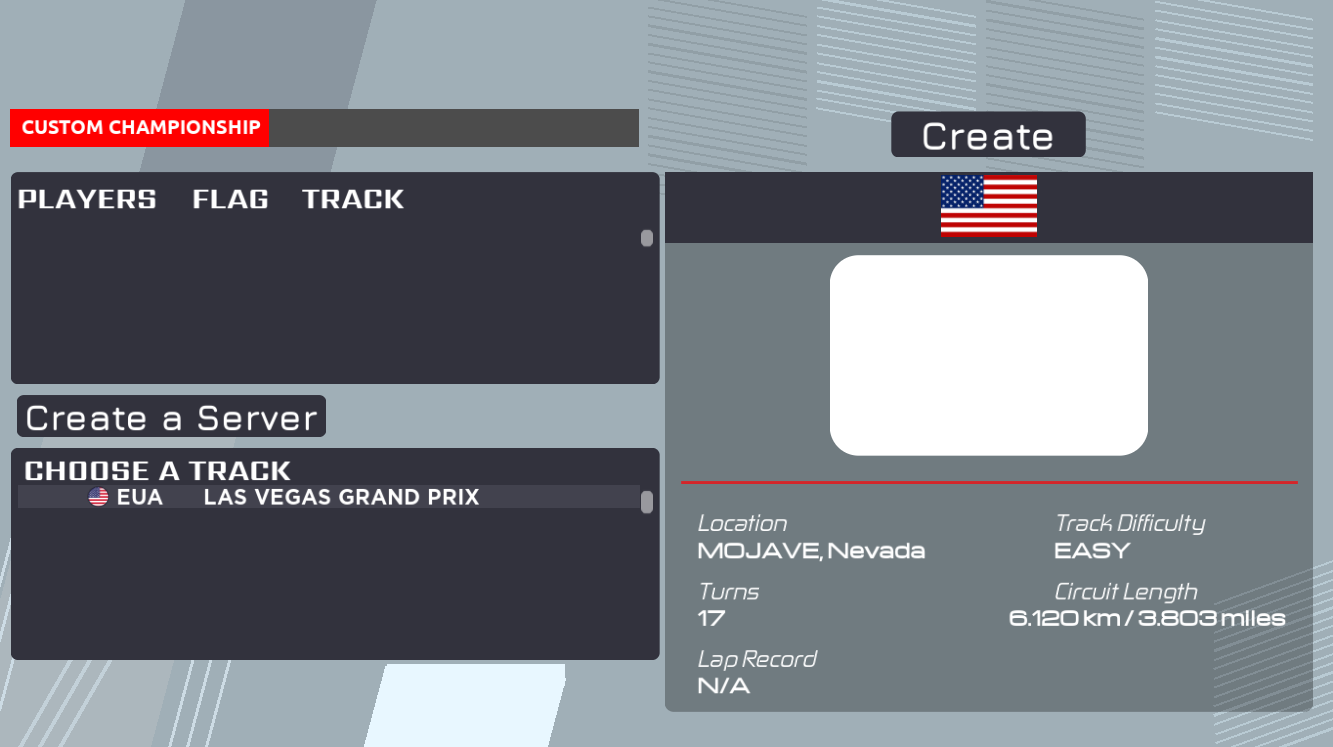 CUSTOM CHAMPIONSHIP
Create
PLAYERS FLAG TRACK
Create a Server
CHOOSE A TRACK
EUA LAS VEGAS GRAND PRIX
Location
MOJAVE, Nevada
Track Difficulty
EASY
Turns
17
Circuit Length
6.120 km / 3.803 miles
Lap Record
N/A